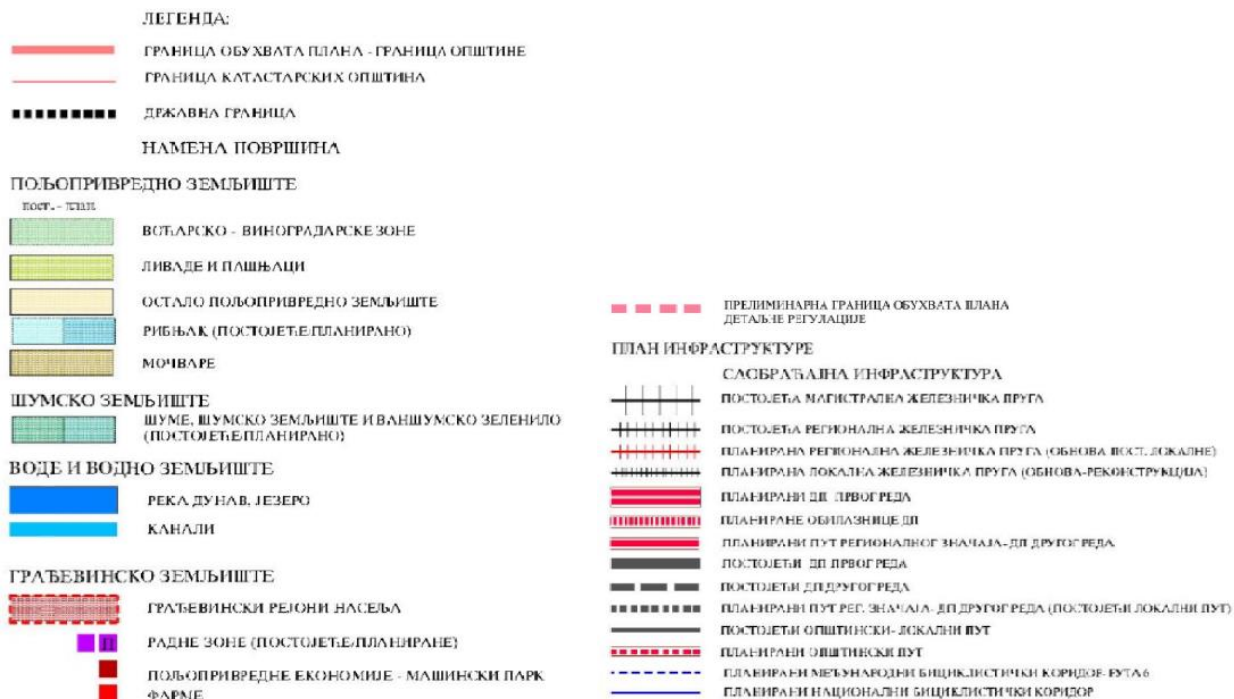 ЛЕГЕНДА:
ГРАНИЦА ОБУХВАТА ПЛАНА - ГРАНИЦА ОПШТИНЕ
ГРАНИЦА КАТАСТАРСКИХ ОПШТИНА
ДРЖАВНА ГРАНИЦА
НАМЕНА ПОВРШИНА
ПОЉОПРИВРЕДНО ЗЕМЉИШТЕ
пост. - план.
ВОЋАРСКО - ВИНОГРАДАРСКЕ ЗОНЕ
ЛИВАДЕ И ПАШЊАЦИ
ОСТАЛО ПОЉОПРИВРЕДНО ЗЕМЉИШТЕ
РИБЊАК (ПОСТОЈЕЋЕ/ПЛАНИРАНО)
МОЧВАРЕ
ШУМСКО ЗЕМЉИШТЕ
ШУМЕ, ШУМСКО ЗЕМЉИШТЕ И ВАНШУМСКО ЗЕЛЕНИЛО
(ПОСТОЈЕЋЕ/ПЛАНИРАНО)
ВОДЕ И ВОДНО ЗЕМЉИШТЕ
РЕКА ДУНАВ, ЈЕЗЕРО
КАНАЛИ
ГРАЂЕВИНСКО ЗЕМЉИШТЕ
ГРАЂЕВИНСКИ РЕЈОНИ НАСЕЉА
П РАДНЕ ЗОНЕ (ПОСТОЈЕЋЕ/ПЛАНИРАНЕ)
ПОЉОПРИВРЕДНЕ ЕКОНОМИЈЕ - МАШИНСКИ ПАРК
ФАРМЕ
ПРЕЛИМИНАРНА ГРАНИЦА ОБУХВАТА ПЛАНА
ДЕТАЉНЕ РЕГУЛАЦИЈЕ
ПЛАН ИНФРАСТРУКТУРЕ
САОБРАЋАЈНА ИНФРАСТРУКТУРА
ПОСТОЈЕЋА МАГИСТРАЛНА ЖЕЛЕЗНИЧКА ПРУГА
ПОСТОЈЕЋА РЕГИОНАЛНА ЖЕЛЕЗНИЧКА ПРУГА
ПЛАНИРАНА РЕГИОНАЛНА ЖЕЛЕЗНИЧКА ПРУГА (ОБНОВА ПОСТ. ЛОКАЛНЕ)
ПЛАНИРАНА ЛОКАЛНА ЖЕЛЕЗНИЧКА ПРУГА (ОБНОВА-РЕКОНСТРУКЦИЈА)
ПЛАНИРАНИ ДП ПРВОГ РЕДА
ПЛАНИРАНЕ ОБИЛАЗНИЦЕ ДП
ПЛАНИРАНИ ПУТ РЕГИОНАЛНОГ ЗНАЧАЈА- ДП ДРУГОГ РЕДА
ПОСТОЈЕЋИ ДП ПРВОГ РЕДА
ПОСТОЈЕЋИ ДП ДРУГОГ РЕДА
ПЛАНИРАНИ ПУТ РЕГ. ЗНАЧАЈА- ДП ДРУГОГ РЕДА (ПОСТОЈЕЋИ ЛОКАЛНИ ПУТ)
ПОСТОЈЕЋИ ОПШТИНСКИ- ЛОКАЛНИ ПУТ
ПЛАНИРАНИ ОПШТИНСКИ ПУТ
ПЛАНИРАНИ МЕЂУНАРОДНИ БИЦИКЛИСТИЧКИ КОРИДОР- РУТА 6
ПЛАНИРАНИ НАЦИОНАЛНИ БИЦИКЛИСТИЧКИ КОРИДОР